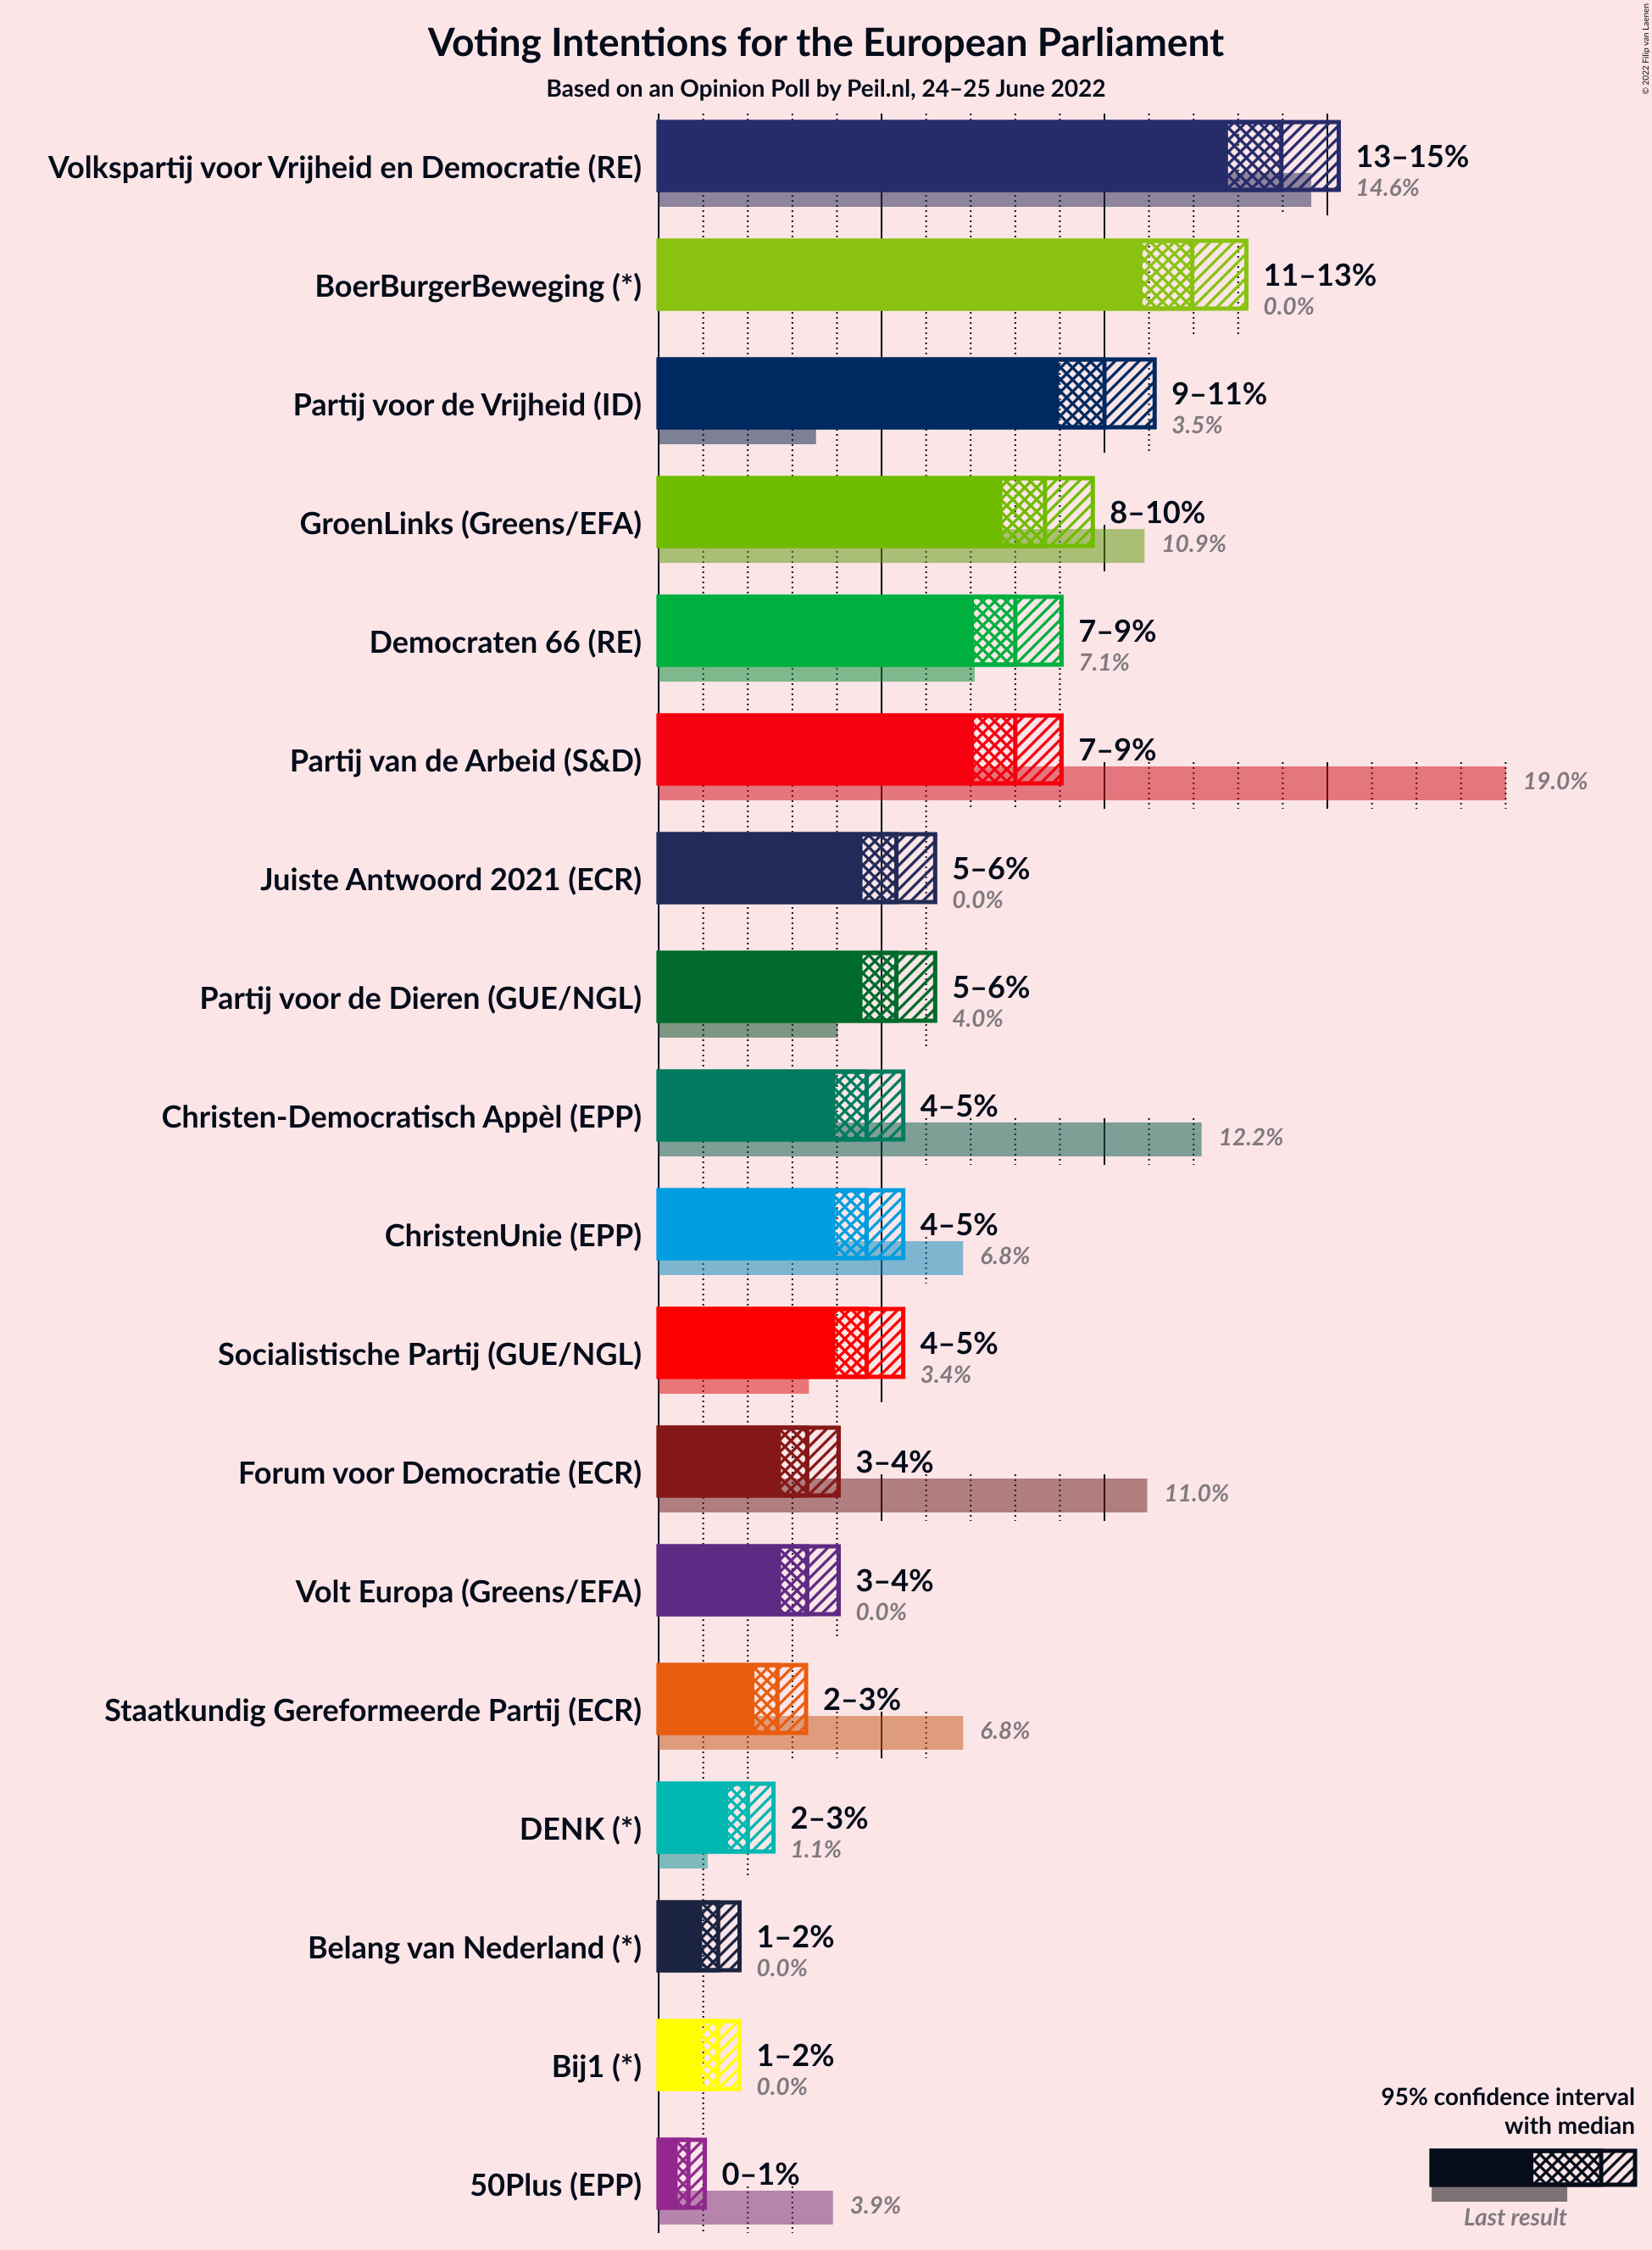 Voting Intentions for the European Parliament
Based on an Opinion Poll by Peil.nl, 24–25 June 2022
© 2022 Filip van Laenen
Volkspartij voor Vrijheid en Democratie (RE)
13–15%
14.6%
BoerBurgerBeweging (*)
11–13%
0.0%
Partij voor de Vrijheid (ID)
9–11%
3.5%
GroenLinks (Greens/EFA)
8–10%
10.9%
Democraten 66 (RE)
7–9%
7.1%
Partij van de Arbeid (S&D)
7–9%
19.0%
Juiste Antwoord 2021 (ECR)
5–6%
0.0%
Partij voor de Dieren (GUE/NGL)
5–6%
4.0%
Christen-Democratisch Appèl (EPP)
4–5%
12.2%
ChristenUnie (EPP)
4–5%
6.8%
Socialistische Partij (GUE/NGL)
4–5%
3.4%
Forum voor Democratie (ECR)
3–4%
11.0%
Volt Europa (Greens/EFA)
3–4%
0.0%
Staatkundig Gereformeerde Partij (ECR)
2–3%
6.8%
DENK (*)
2–3%
1.1%
Belang van Nederland (*)
1–2%
0.0%
Bij1 (*)
1–2%
0.0%
50Plus (EPP)
0–1%
3.9%
95% confidence interval
with median
Last result